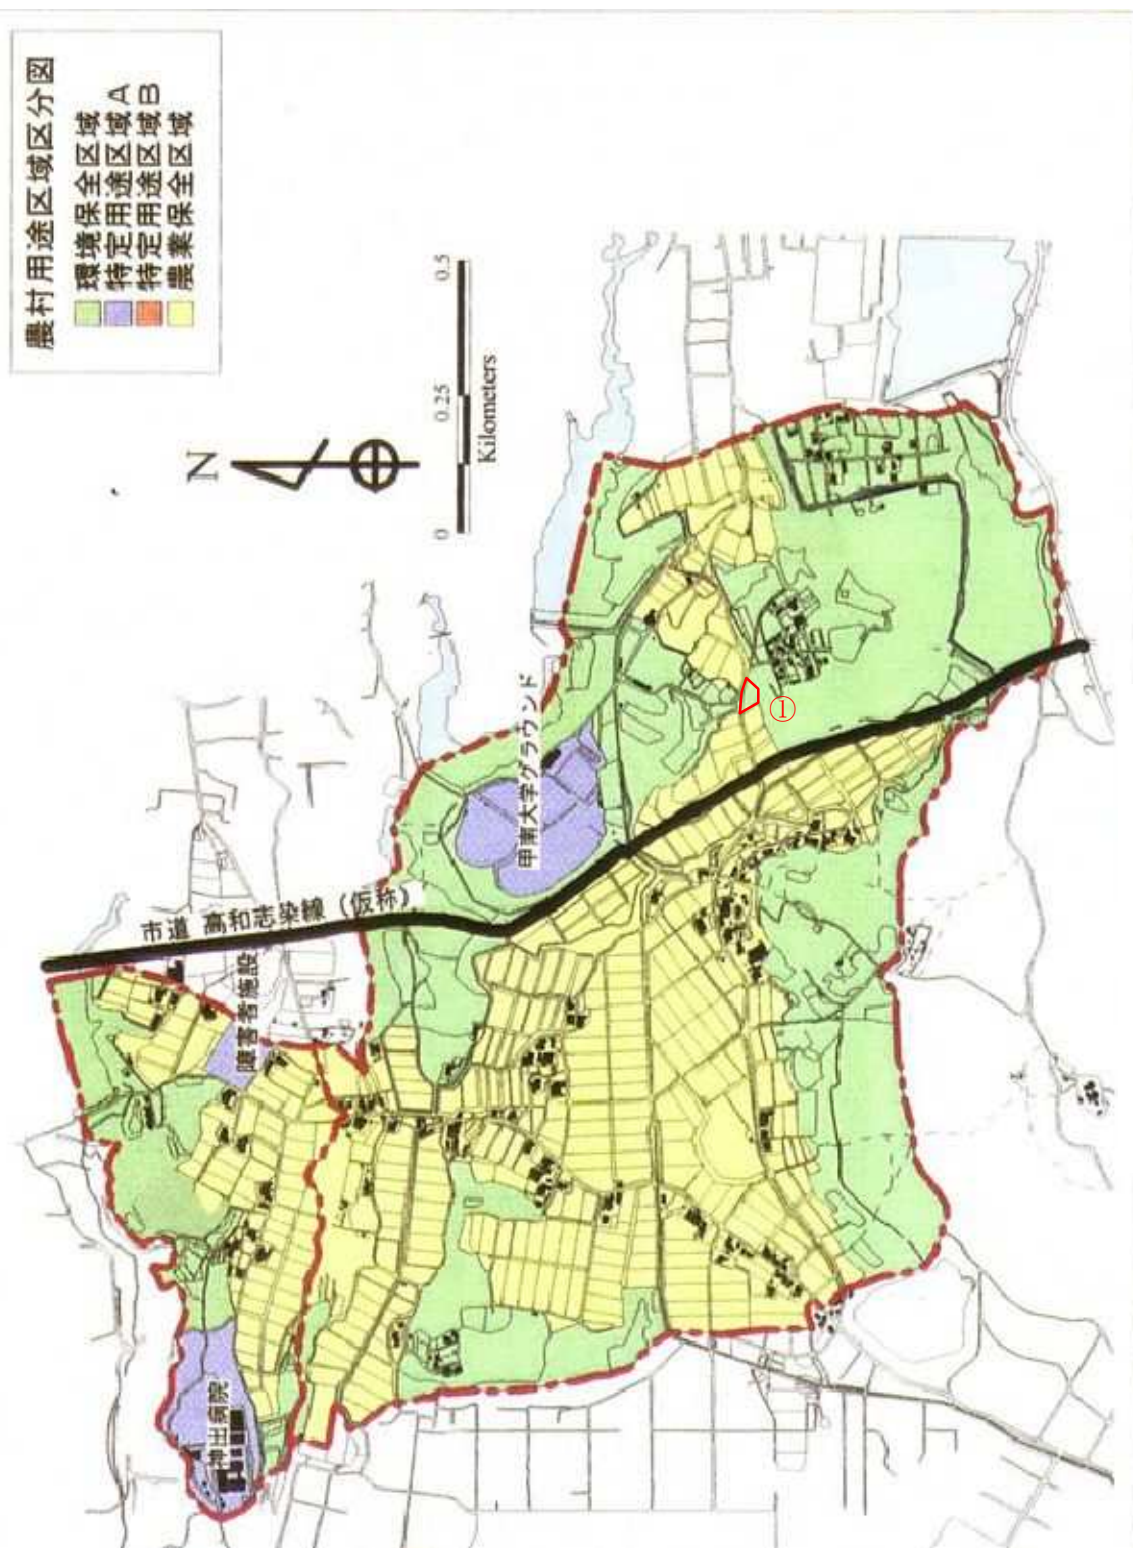 農村用途区域区分図
環境保全区域
特定用途区域A
特定用途区域B
農業保全区域
N
0 0.25 0.5
Kilometers
市道 高和志染線(仮称)
障害者施設
甲南大学グラウンド
神出病院
①